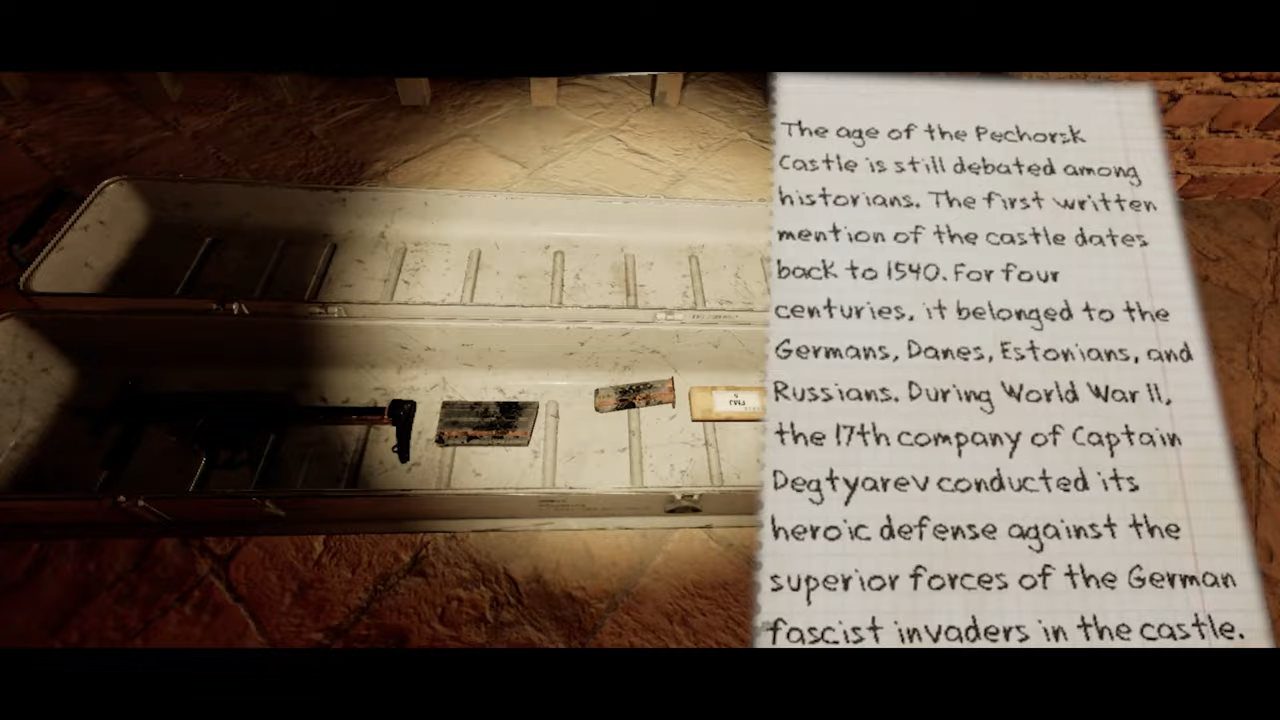 The age of the Pechorsk
Castle is still debated among
historians. The first written
mention of the castle dates
back to 1540. For four
centuries, it belonged to the
Germans, Danes, Estonians, and
Russians. During World War II,
the 17th company of Captain
Degtyarev conducted its
heroic defense against the
superior forces of the German
fascist invaders in the castle.
FMJ